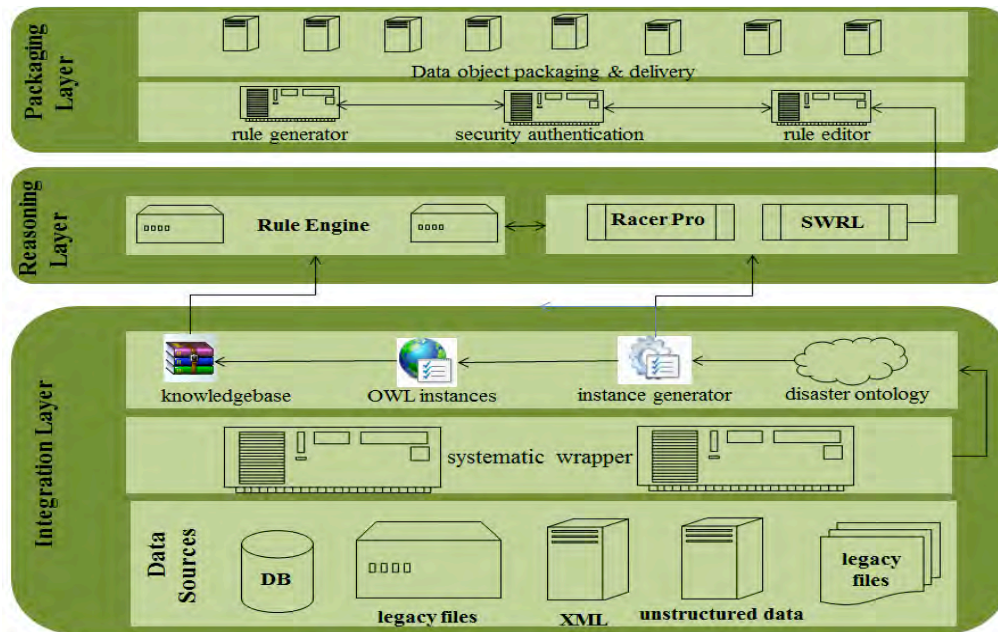 Packaging
Layer
Data object packaging & delivery
rule generator
security authentication
rule editor
Reasoning
Layer
Rule Engine
Racer Pro
SWRL
Integration Layer
knowledgebase
OWL instances
instance generator
disaster ontology
systematic wrapper
Data
Sources
DB
legacy files
XML
unstructured data
legacy
files